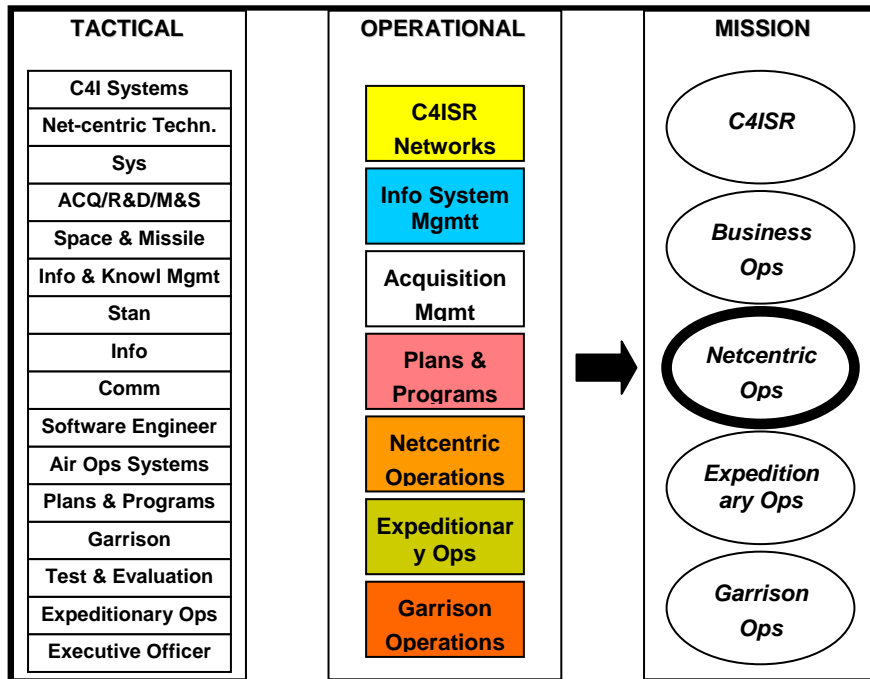 TACTICAL
C4I Systems
Net-centric Techn.
Sys
ACQ/R&D/M&S
Space & Missile
Info & Knowl Mgmt
Stan
Info
Comm
Software Engineer
Air Ops Systems
Plans & Programs
Garrison
Test & Evaluation
Expeditionary Ops
Executive Officer
OPERATIONAL
C4ISR
Networks
Info System
Mgmtt
Acquisition
Mgmt
Plans &
Programs
Netcentric
Operations
Expeditionar
y Ops
Garrison
Operations
MISSION
C4ISR
Business
Ops
Netcentric
Ops
Expedition
ary Ops
Garrison
Ops